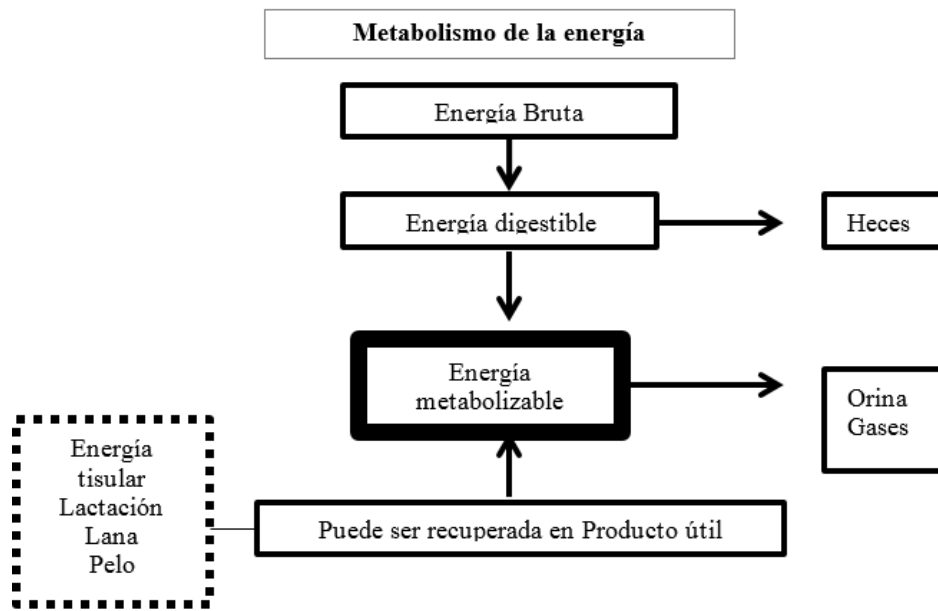 Metabolismo de la energía
Energía Bruta
Energía digestible
Heces
Energía
metabolizable
Orina
Gases
Energía
tisular
Lactación
Lana
Pelo
Puede ser recuperada en Producto útil